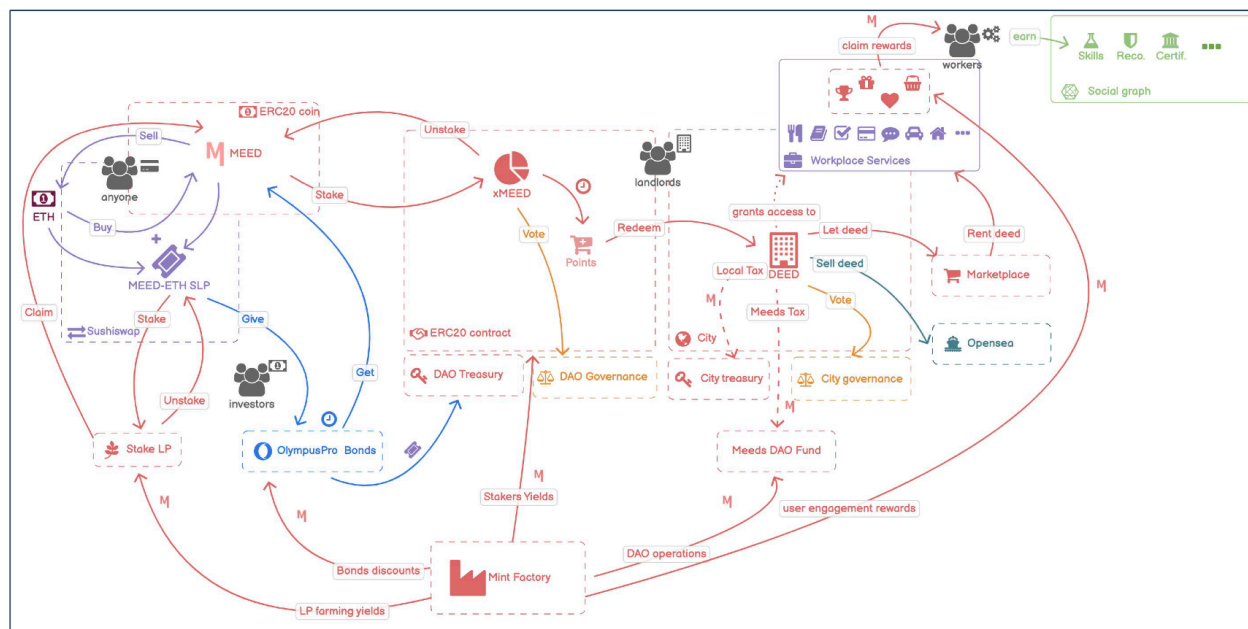 claim rewards
workers
earn
Skills
Reco.
Certif.
Social graph
ERC20 coin
Sell
MEED
anyone
ETH
Buy
MEED-ETH SLP
Sushiswap
Stake
Unstake
xMEED
Vote
Points
landlords
ERC20 contract
Redeem
Workplace Services
grants access to
DEED
Let deed
Rent deed
Marketplace
Sell deed
Opensea
Local Tax
Meeds Tax
Vote
City
Claim
Stake
Give
Unstake
investors
Get
DAO Treasury
DAO Governance
City treasury
City governance
Stake LP
OlympusPro Bonds
Meeds DAO Fund
Stakers Yields
user engagement rewards
DAO operations
Bonds discounts
Mint Factory
LP farming yields